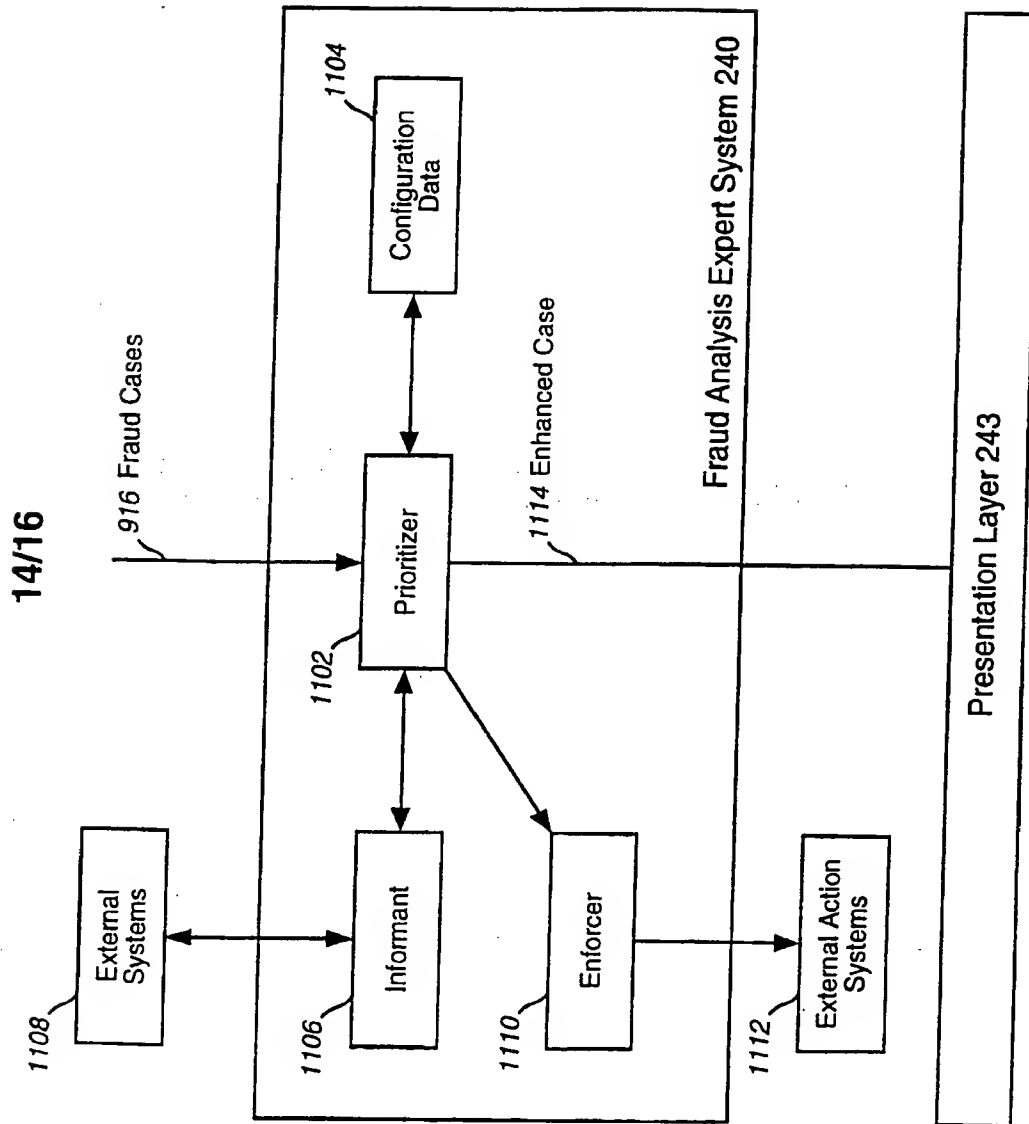 14/16
916 Fraud Cases
1104
Configuration
Data
1102
Prioritizer
1114 Enhanced Case
Fraud Analysis Expert System 240
1108
External
Systems
1106
Informant
1110
Enforcer
1112
External Action
Systems
Presentation Layer 243